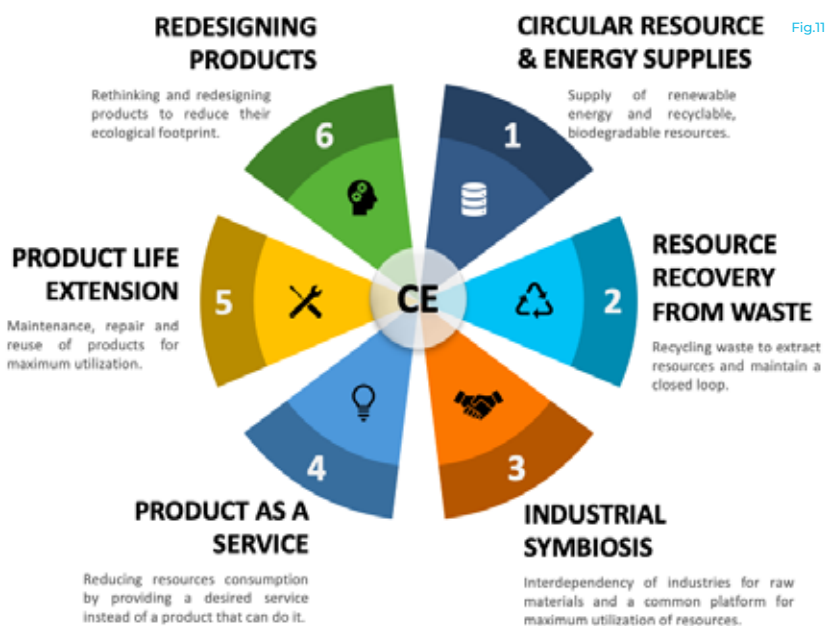 Fig.11
CIRCULAR RESOURCE
& ENERGY SUPPLIES
Supply of renewable
energy and recyclable,
biodegradable resources.
1
RESOURCE
RECOVERY
FROM WASTE
Recycling waste to extract
resources and maintain a
closed loop.
2
INDUSTRIAL
SYMBIOSIS
Interdependency of industries for raw
materials and a common platform for
maximum utilization of resources.
3
PRODUCT AS A
SERVICE
Reducing resources consumption
by providing a desired service
instead of a product that can do it.
4
PRODUCT LIFE
EXTENSION
Maintenance, repair and
reuse of products for
maximum utilization.
5
REDESIGNING
PRODUCTS
Rethinking and redesigning
products to reduce their
ecological footprint.
6
CE